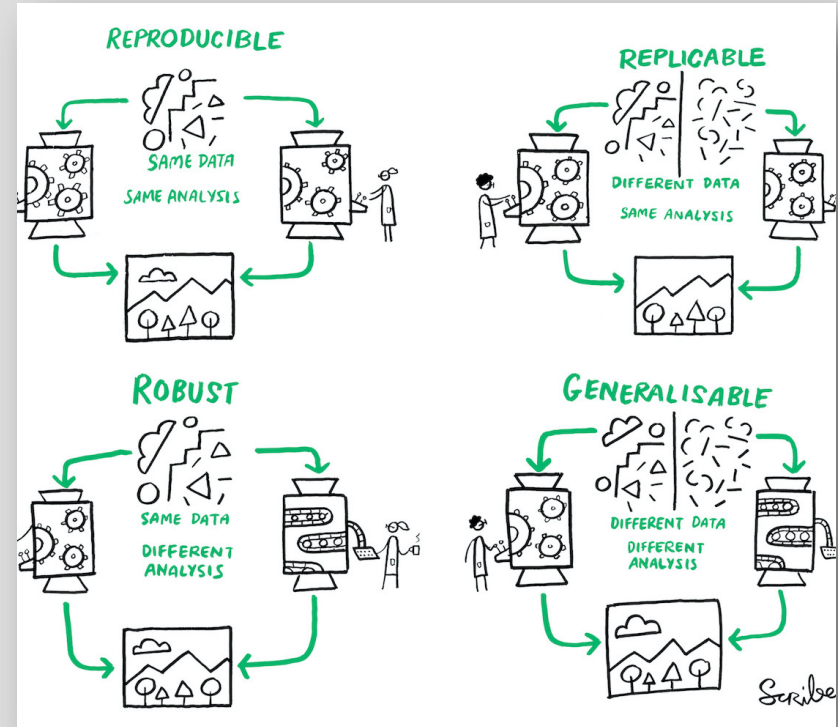 REPRODUCIBLE
SAME DATA
SAME ANALYSIS
REPLICABLE
DIFFERENT DATA
SAME ANALYSIS
ROBUST
SAME DATA
DIFFERENT
ANALYSIS
GENERALISABLE
DIFFERENT DATA
DIFFERENT
ANALYSIS
Scribe